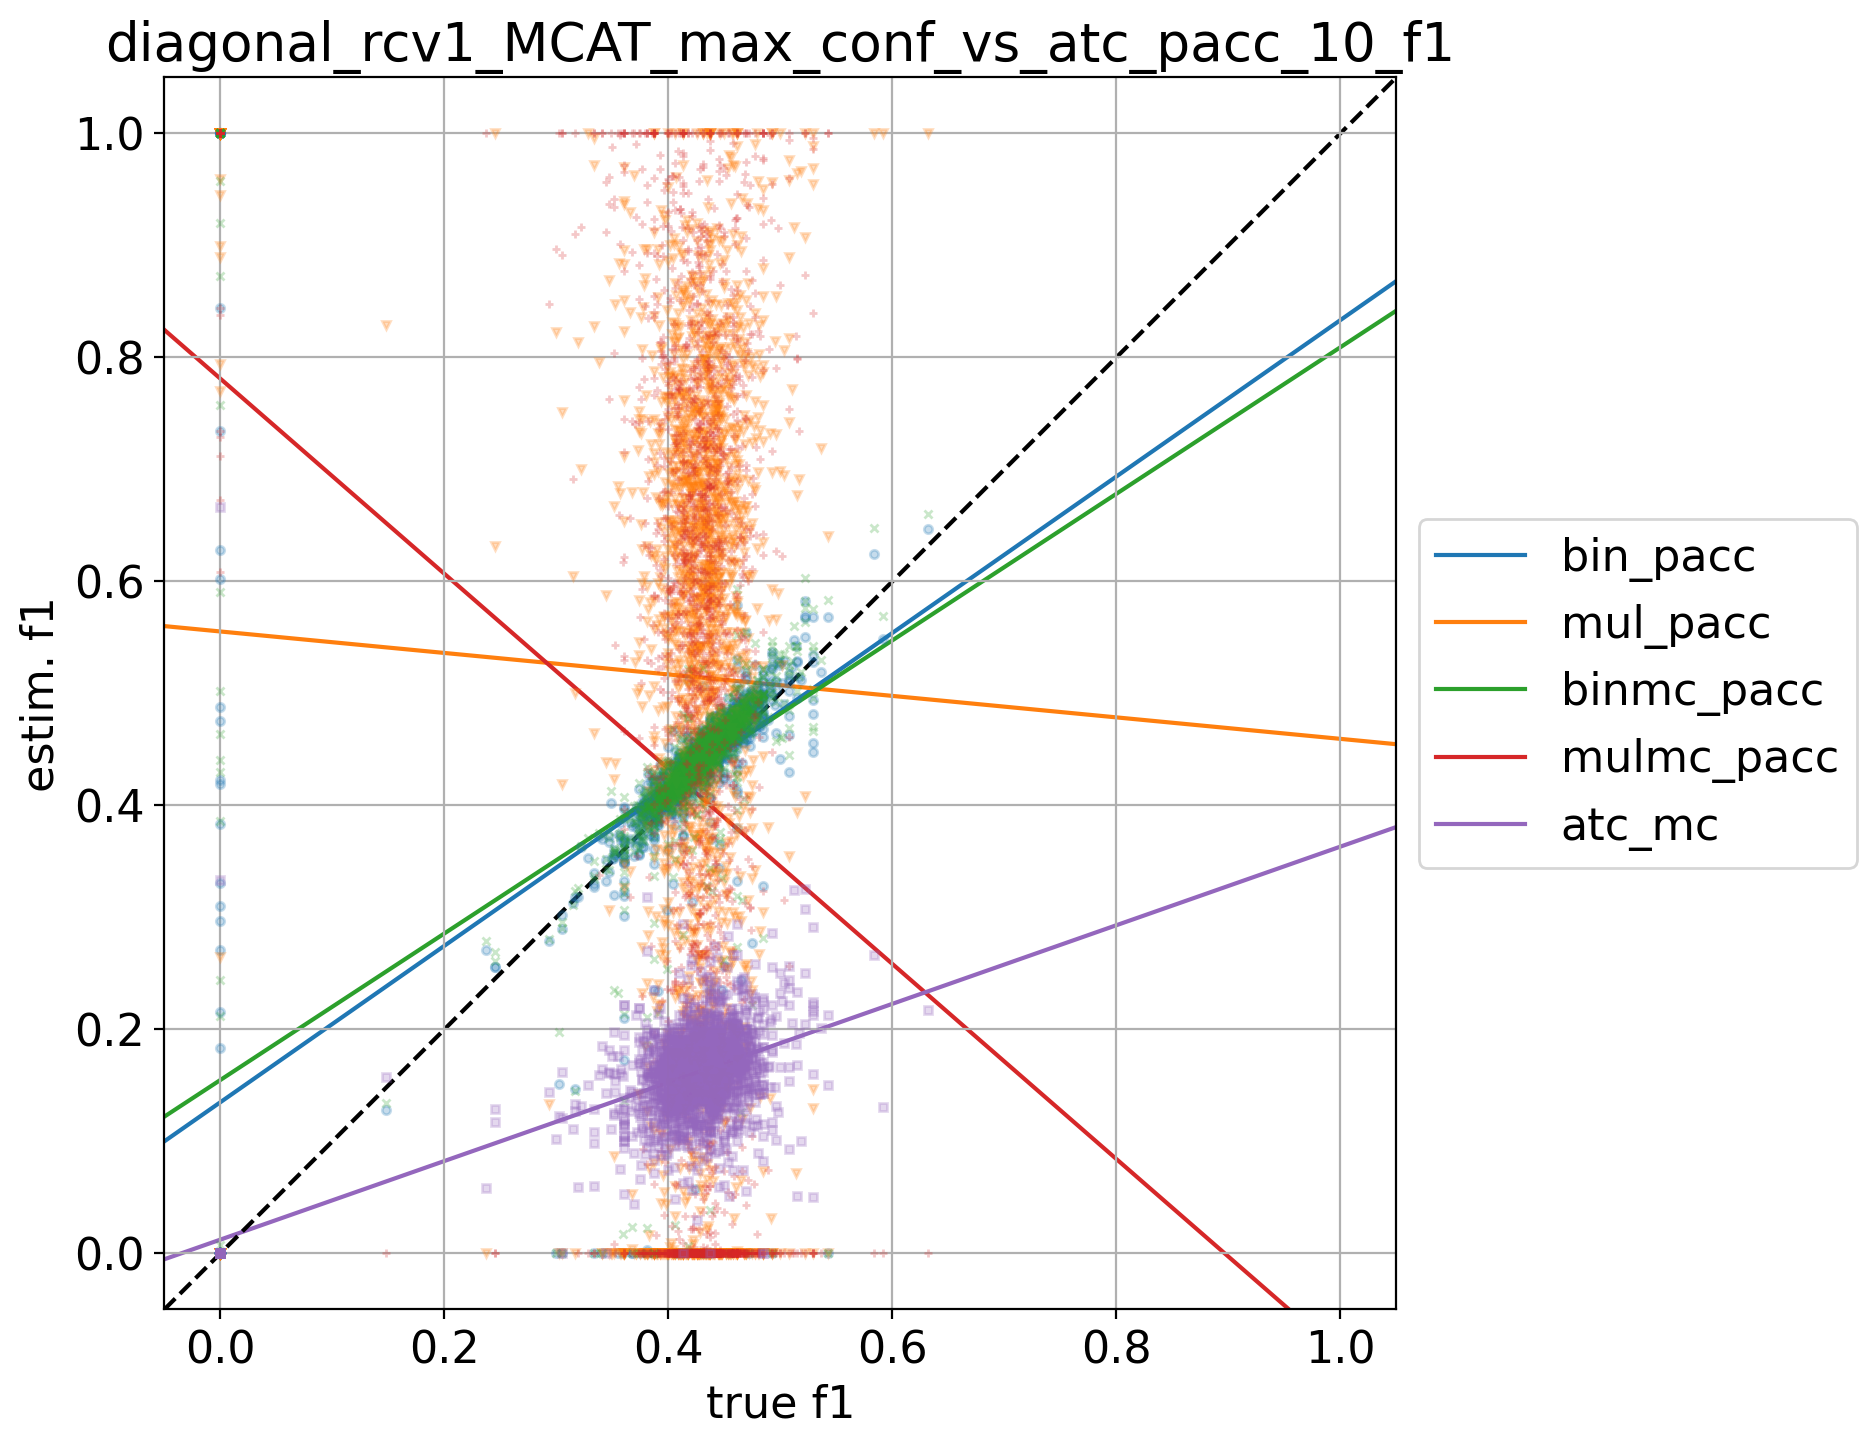 diagonal_rcv1_MCAT_max_conf_vs_atc_pacc_10_f1
1.0
0.8
0.6
0.4
0.2
0.0
estim. f1
0.0 0.2 0.4 0.6 0.8 1.0
true f1
bin_pacc
mul_pacc
binmc_pacc
mulmc_pacc
atc_mc